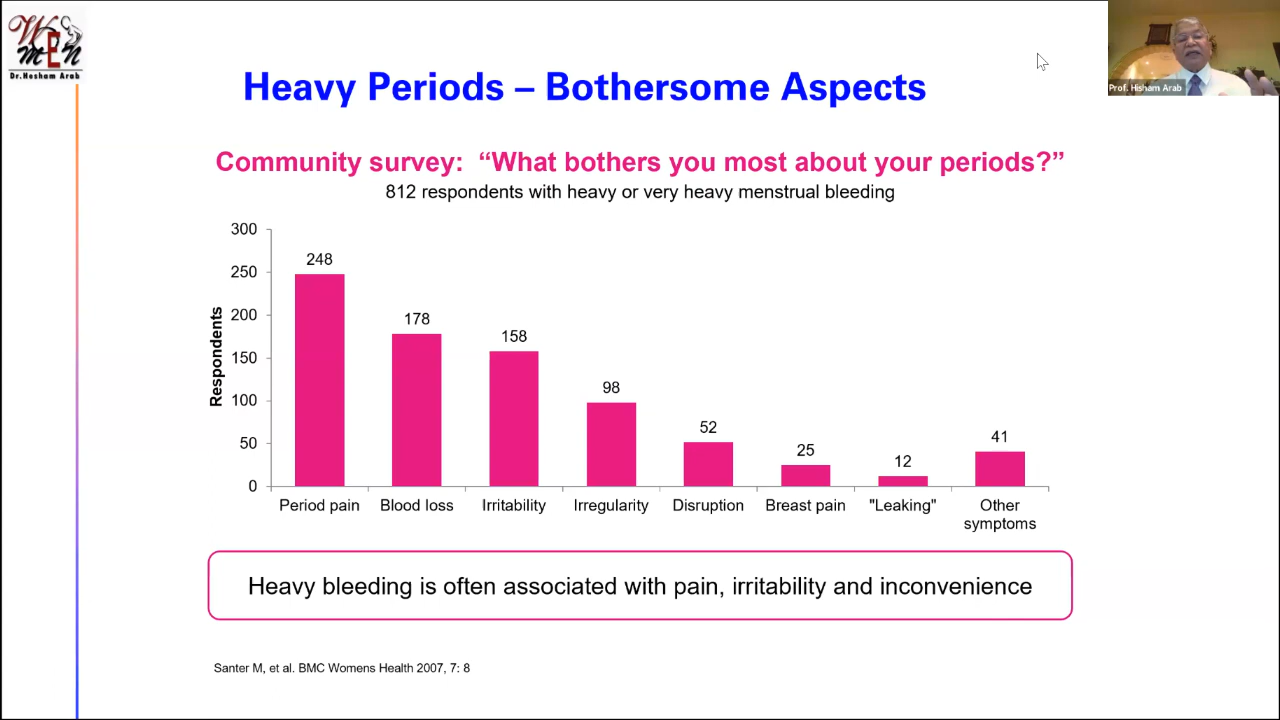 WOMEN
Dr.Hosham Arab
Prof. Hisham Arab
Heavy Periods – Bothersome Aspects
Community survey: “What bothers you most about your periods?”
812 respondents with heavy or very heavy menstrual bleeding
Respondents
300
250
200
150
100
50
0
248
178
158
98
52
25
12
41
Period pain
Blood loss
Irritability
Irregularity
Disruption
Breast pain
"Leaking"
Other
symptoms
Heavy bleeding is often associated with pain, irritability and inconvenience
Santer M, et al. BMC Womens Health 2007, 7: 8